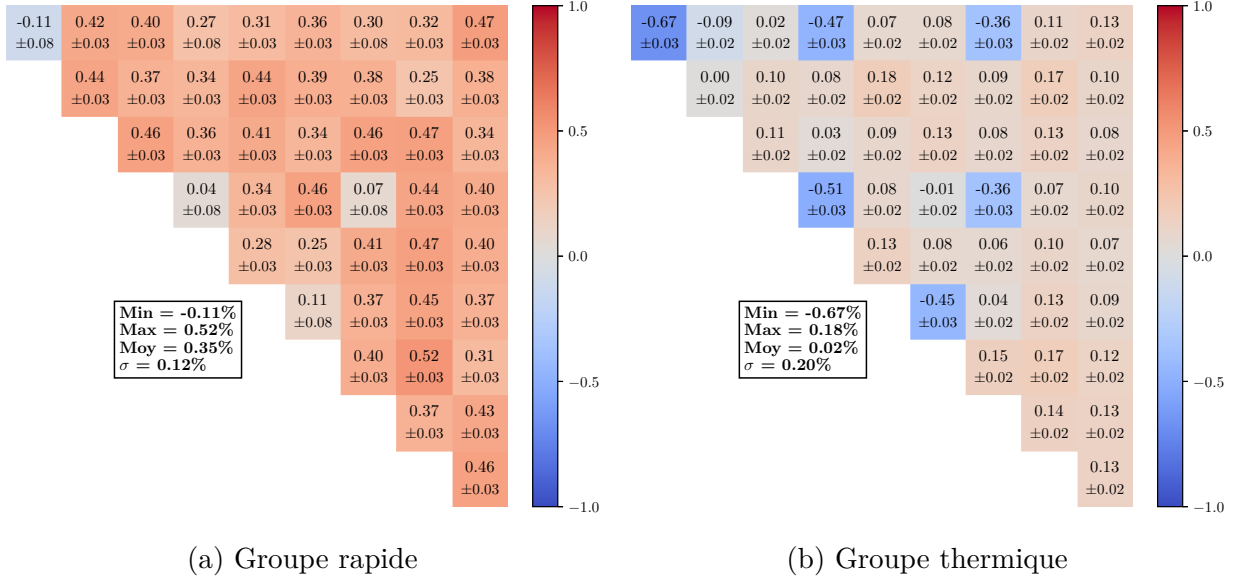 -0.11 0.42 0.40 0.27 0.31 0.36 0.30 0.32 0.47
±0.08 ±0.03 ±0.03 ±0.08 ±0.03 ±0.03 ±0.08 ±0.03 ±0.03
0.44 0.37 0.34 0.44 0.39 0.38 0.25 0.38
±0.03 ±0.03 ±0.03 ±0.03 ±0.03 ±0.03 ±0.03 ±0.03
0.46 0.36 0.41 0.34 0.46 0.47 0.34
±0.03 ±0.03 ±0.03 ±0.03 ±0.03 ±0.03 ±0.03
0.04 0.34 0.46 0.07 0.44 0.40
±0.08 ±0.03 ±0.03 ±0.08 ±0.03 ±0.03
0.28 0.25 0.41 0.47 0.40
±0.03 ±0.03 ±0.03 ±0.03 ±0.03
0.11 0.37 0.45 0.37
±0.08 ±0.03 ±0.03 ±0.03
0.40 0.52 0.31
±0.03 ±0.03 ±0.03
0.37 0.43
±0.03 ±0.03
0.46
±0.03
Min = -0.11%
Max = 0.52%
Moy = 0.35%
σ = 0.12%
1.0
0.5
0.0
−0.5
−1.0
(a) Groupe rapide
-0.67 -0.09 0.02 -0.47 0.07 0.08 -0.36 0.11 0.13
±0.03 ±0.02 ±0.02 ±0.03 ±0.02 ±0.02 ±0.03 ±0.02 ±0.02
0.00 0.10 0.08 0.18 0.12 0.09 0.17 0.10
±0.02 ±0.02 ±0.02 ±0.02 ±0.02 ±0.02 ±0.02 ±0.02
0.11 0.03 0.09 0.13 0.08 0.13 0.08
±0.02 ±0.02 ±0.02 ±0.02 ±0.02 ±0.02 ±0.02
-0.51 0.08 -0.01 -0.36 0.07 0.10
±0.03 ±0.02 ±0.02 ±0.03 ±0.02 ±0.02
0.13 0.08 0.06 0.10 0.07
±0.02 ±0.02 ±0.02 ±0.02 ±0.02
-0.45 0.04 0.13 0.09
±0.03 ±0.02 ±0.02 ±0.02
0.15 0.17 0.12
±0.02 ±0.02 ±0.02
0.14 0.13
±0.02 ±0.02
0.13
±0.02
Min = -0.67%
Max = 0.18%
Moy = 0.02%
σ = 0.20%
1.0
0.5
0.0
−0.5
−1.0
(b) Groupe thermique